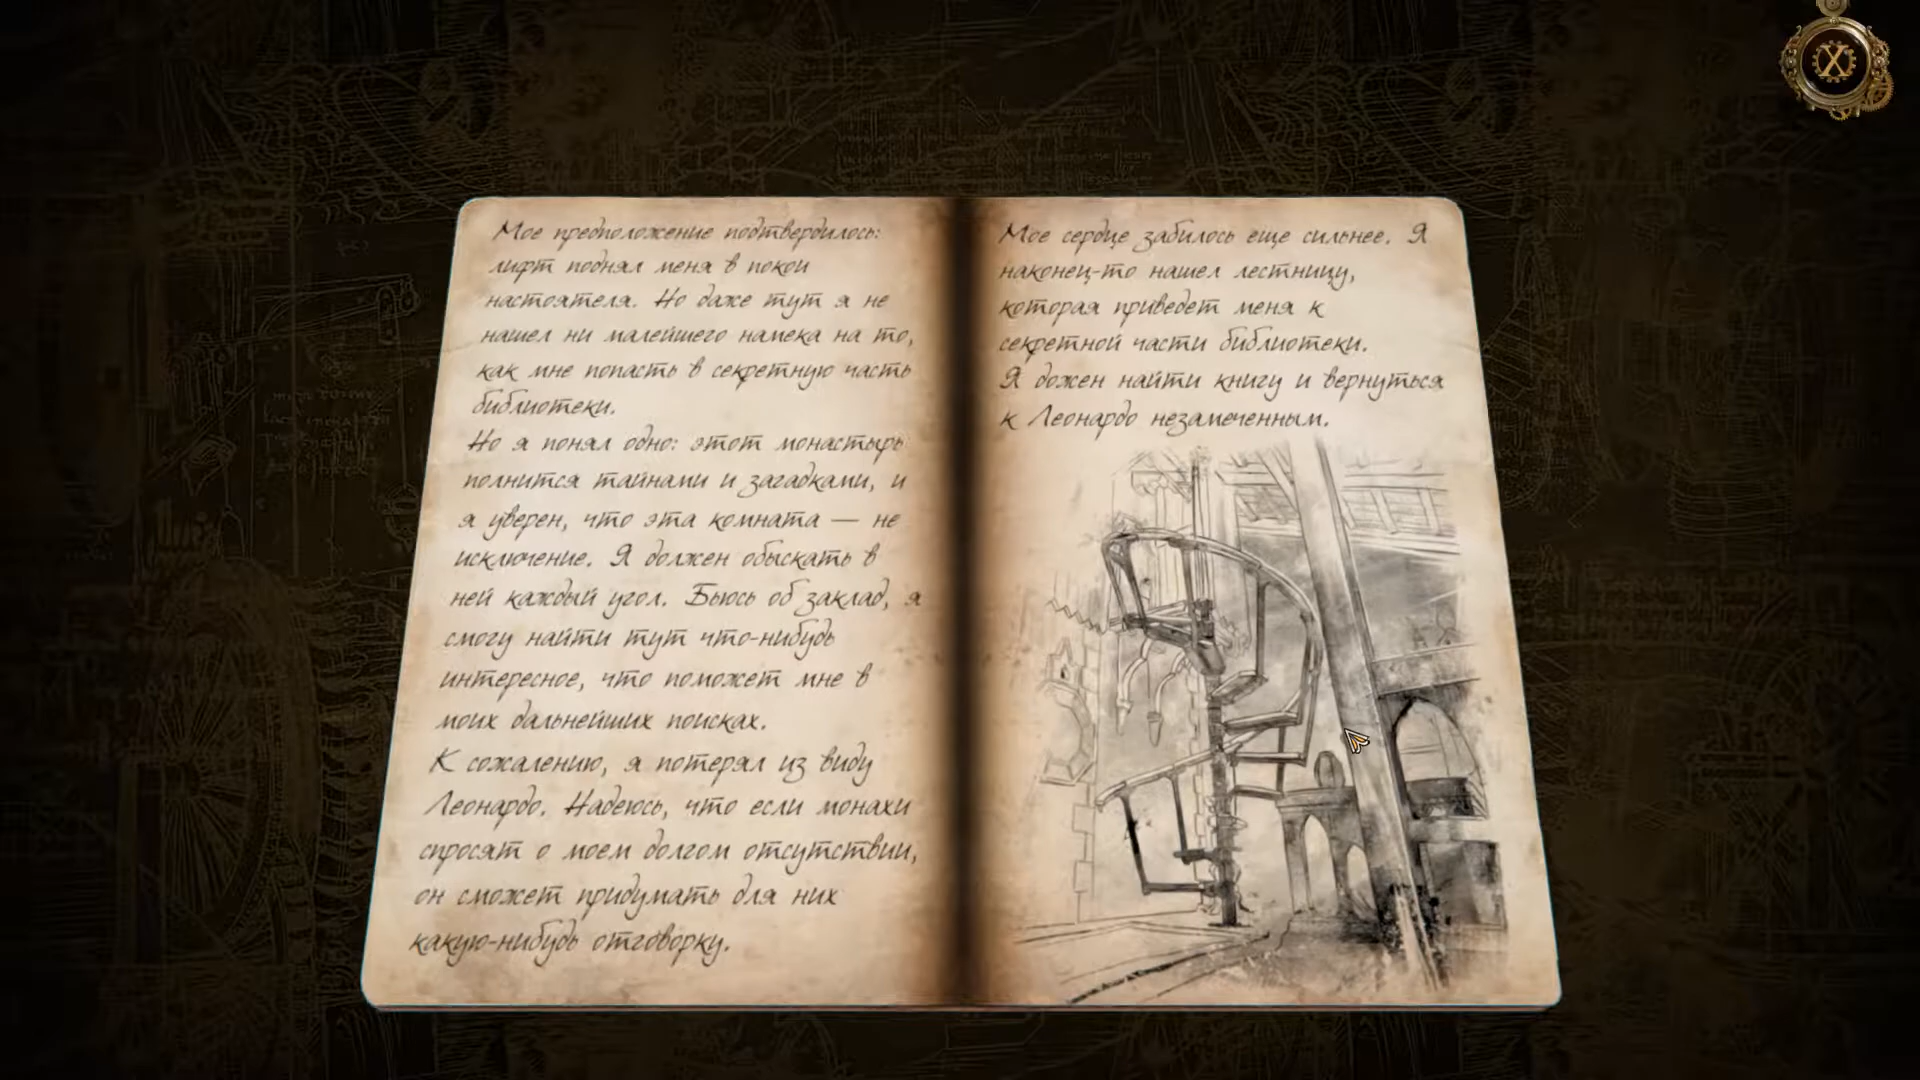 Мое предположение подтвердилось:
лифт поднял меня в покои
настоятеля. Но даже тут я не
нашел ни малейшего намека на то,
как мне попасть в секретную часть
библиотеки.
Но я понял одно: этот монастырь
полнится тайнами и загадками, и
я уверен, что эта комната — не
исключение. Я должен обыскать в
ней каждый угол. Бьюсь об заклад, я
смогу найти тут что-нибудь
интересное, что поможет мне в
моих дальнейших поисках.
К сожалению, я потерял из виду
Леонардо. Надеюсь, что если монахи
спросят о моем долгом отсутствии,
он сможет придумать для них
какую-нибудь отговорку.
Мое сердце забилось еще сильнее. Я
наконец-то нашел лестницу,
которая приведет меня к
секретной части библиотеки.
Я дожен найти книгу и вернуться
к Леонардо незамеченным.
X